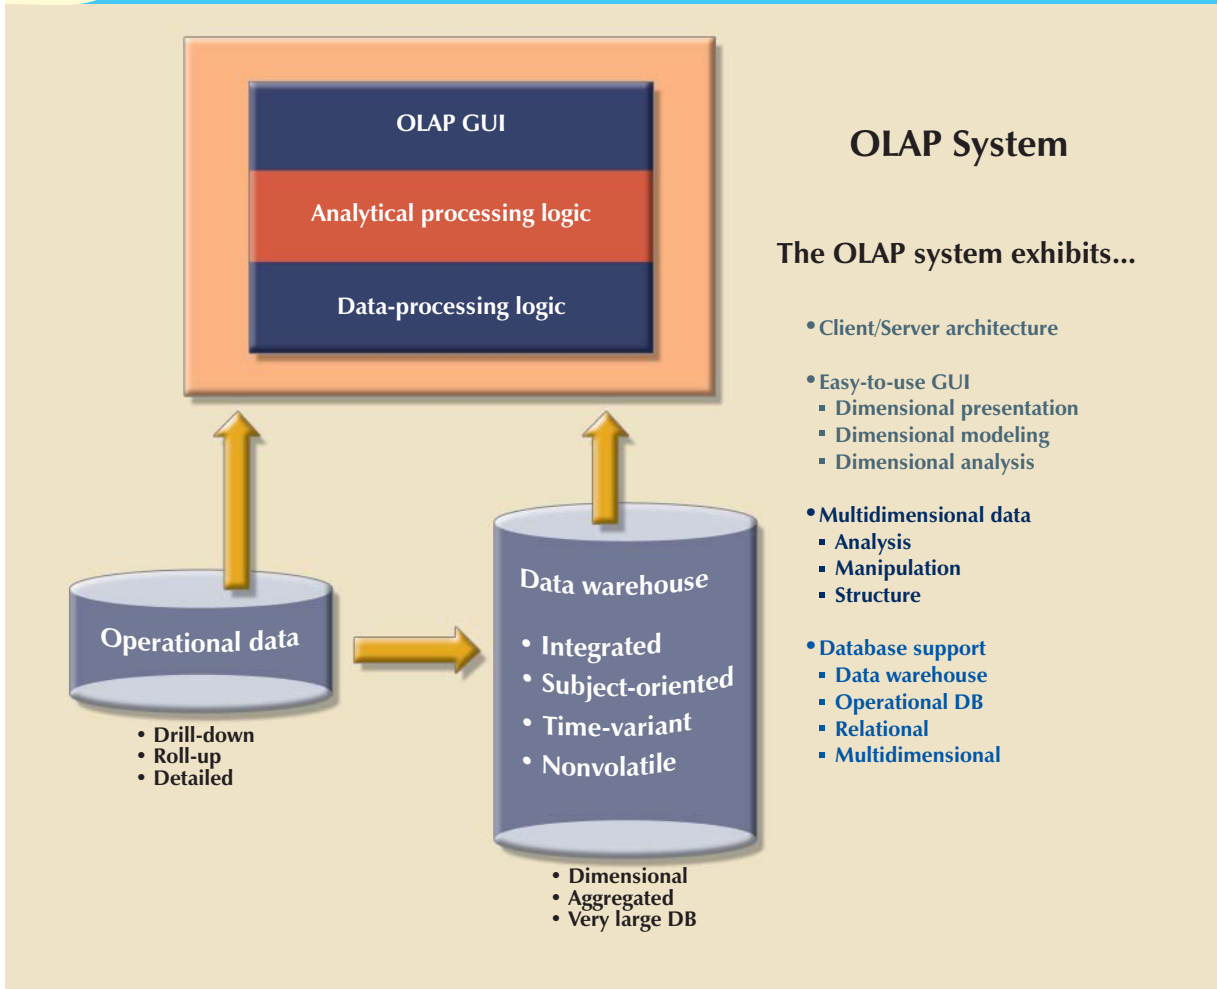 OLAP GUI
Analytical processing logic
Data-processing logic
OLAP System
The OLAP system exhibits...
• Client/Server architecture
• Easy-to-use GUI
▪ Dimensional presentation
▪ Dimensional modeling
▪ Dimensional analysis
• Multidimensional data
▪ Analysis
▪ Manipulation
▪ Structure
• Database support
▪ Data warehouse
▪ Operational DB
▪ Relational
▪ Multidimensional
Operational data
• Drill-down
• Roll-up
• Detailed
Data warehouse
• Integrated
• Subject-oriented
• Time-variant
• Nonvolatile
• Dimensional
• Aggregated
• Very large DB